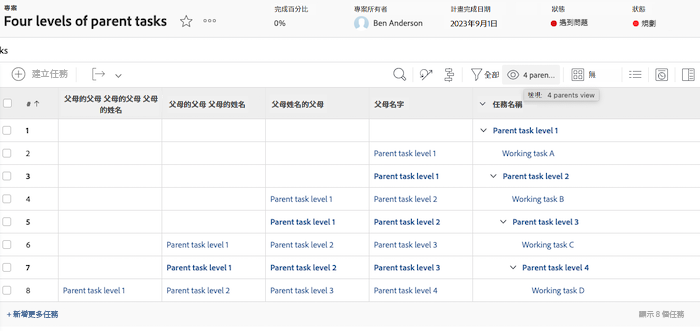 專案
Four levels of parent tasks
完成百分比
0%
專案所有者
Ben Anderson
計畫完成日期
2023年9月1日
狀態
遇到問題
狀態
規劃
ks
建立任務
全部
4 paren...
無
檢視: 4 parents view
# 父母的父母 父母的父母 父母的姓名 父母的父母 父母的姓名 父母姓名的父母 父母名字 任務名稱
1 Parent task level 1
2 Parent task level 1 Working task A
3 Parent task level 1 Parent task level 2
4 Parent task level 1 Parent task level 2 Working task B
5 Parent task level 1 Parent task level 2 Parent task level 3
6 Parent task level 1 Parent task level 2 Parent task level 3 Working task C
7 Parent task level 1 Parent task level 2 Parent task level 3 Parent task level 4
8 Parent task level 1 Parent task level 2 Parent task level 3 Parent task level 4 Working task D
+ 新增更多任務
顯示 8 個任務